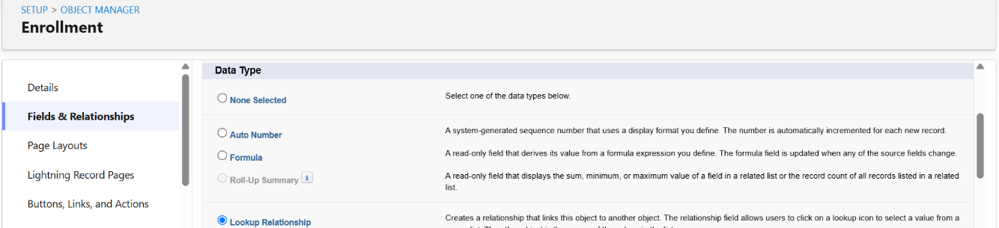 SETUP > OBJECT MANAGER
Enrollment
Details
Fields & Relationships
Page Layouts
Lightning Record Pages
Buttons, Links, and Actions
Data Type
None Selected Select one of the data types below.
Auto Number A system-generated sequence number that uses a display format you define. The number is automatically incremented for each new record.
Formula A read-only field that derives its value from a formula expression you define. The formula field is updated when any of the source fields change.
Roll-Up Summary i A read-only field that displays the sum, minimum, or maximum value of a field in a related list or the record count of all records listed in a related
list.
Lookup Relationship Creates a relationship that links this object to another object. The relationship field allows users to click on a lookup icon to select a value from a